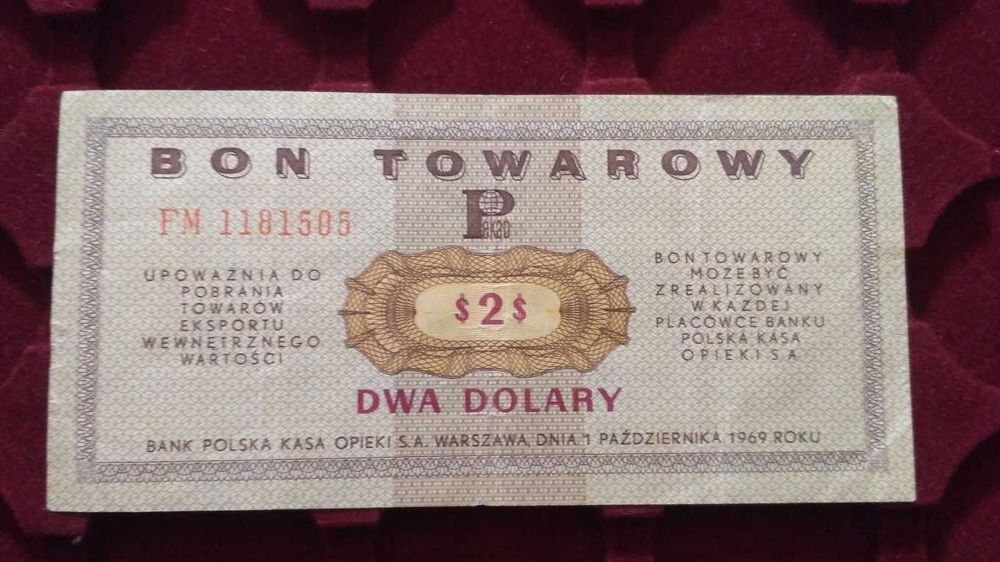 BON TOWAROWY
FM 1181505
Pekao
UPOWAŻNIA DO
POBRANIA
TOWARÓW
EKSPORTU
WEWNĘTRZNEGO
WARTOŚCI
$2$
BON TOWAROWY
MOŻE BYĆ
ZREALIZOWANY
W KAŻDEJ
PLACÓWCE BANKU
POLSKA KASA
OPIEKI S.A
DWA DOLARY
BANK POLSKA KASA OPIEKI S.A. WARSZAWA, DNIA 1 PAŹDZIERNIKA 1969 ROKU